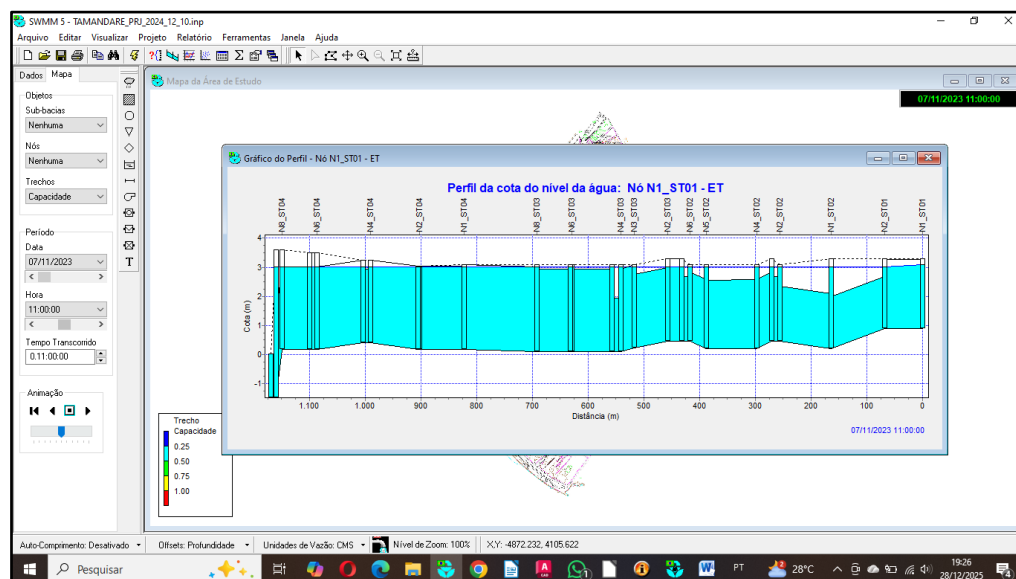 SWMM 5 - TAMANDARE_PRJ_2024_12_10.inp
Arquivo Editar Visualizar Projeto Relatório Ferramentas Janela Ajuda
Dados Mapa
Objetos
Sub-bacias
Nenhuma
Nós
Nenhuma
Trechos
Capacidade
Período
Data
07/11/2023
Hora
11:00:00
Tempo Transcorrido
0.11:00:00
Animação
T
Mapa da Área de Estudo
07/11/2023 11:00:00
Gráfico do Perfil - Nó N1_ST01 - ET
Perfil da cota do nível da água: Nó N1_ST01 - ET
N8_ST04 N6_ST04 N4_ST04 N2_ST04 N1_ST04 N8_ST03 N6_ST03 N4_ST03 N3_ST03 N2_ST03 N6_ST02 N5_ST02 N4_ST02 N2_ST02 N1_ST02 N2_ST01 N1_ST01
Cota (m)
4
3
2
1
0
-1
1.100 1.000 900 800 700 600 500 400 300 200 100 0
Distância (m)
07/11/2023 11:00:00
Trecho
Capacidade
0.25
0.50
0.75
1.00
Auto-Comprimento: Desativado Offsets: Profundidade Unidades de Vazão: CMS Nível de Zoom: 100% X,Y: -4872.232, 4105.622
Pesquisar
PT
28°C
19:26
28/12/2025